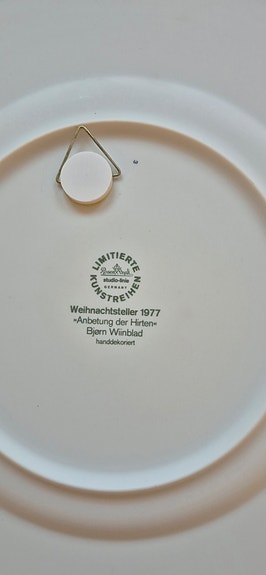 LIMITIERTE
Rosenthal
studio-linie
GERMANY
KUNSTREIHEN
Weihnachtsteller 1977
»Anbetung der Hirten«
Bjørn Wiinblad
handdekoriert